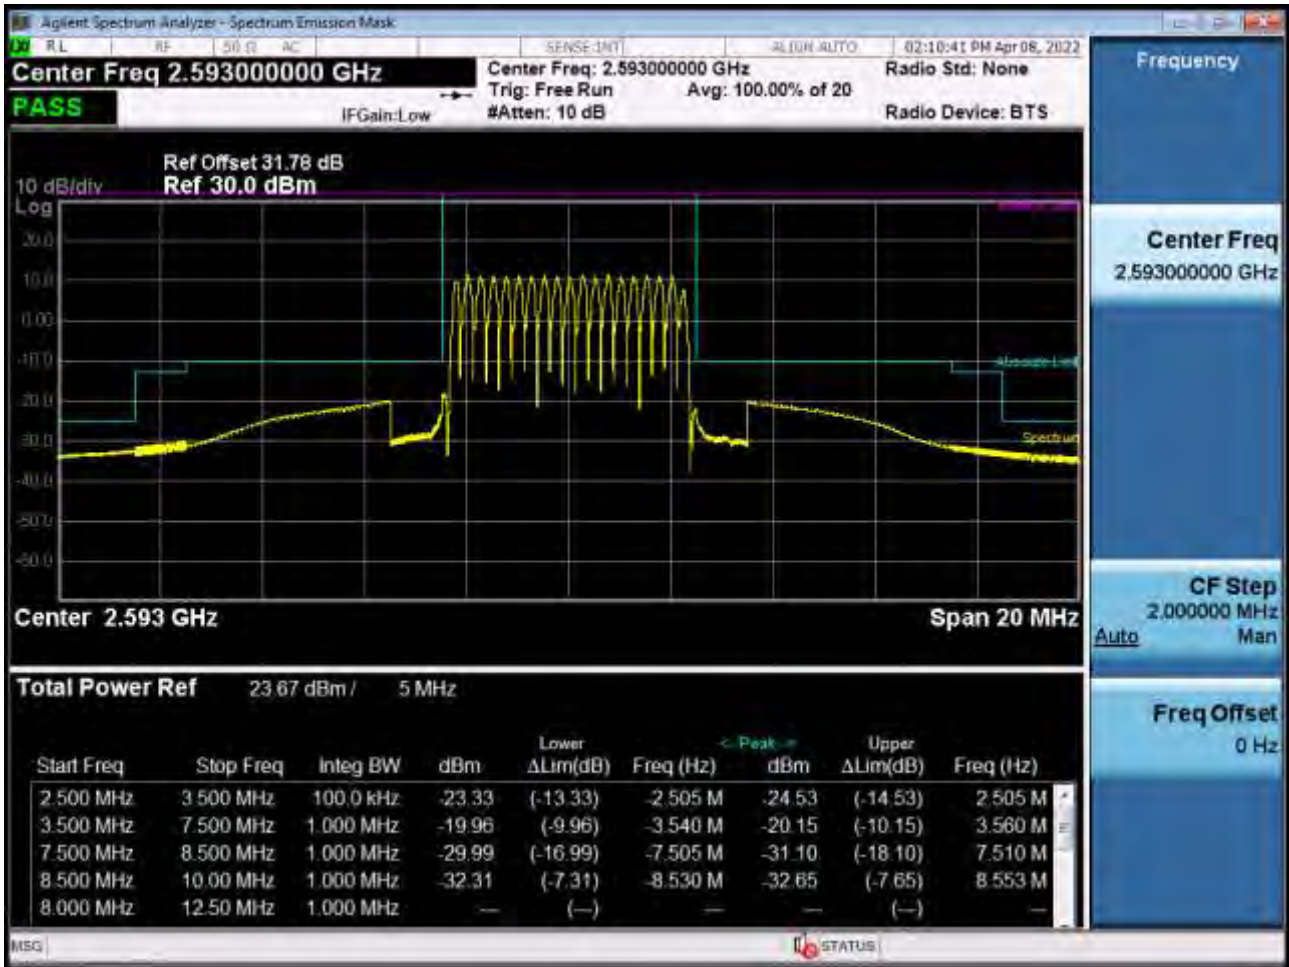 Agilent Spectrum Analyzer - Spectrum Emission Mask
LXI RL RF 50 Ω AC SENSE:INT ALIGN AUTO 02:10:41 PM Apr 08, 2022
Center Freq 2.593000000 GHz
Center Freq: 2.593000000 GHz Radio Std: None
Trig: Free Run Avg: 100.00% of 20
PASS IFGain:Low #Atten: 10 dB Radio Device: BTS
Ref Offset 31.78 dB
10 dB/div Ref 30.0 dBm
Log
20.0
10.0
0.00
-10.0
Absolute Limit
-20.0
-30.0
Spectrum
-40.0
-50.0
-60.0
Center 2.593 GHz Span 20 MHz
Total Power Ref 23.67 dBm / 5 MHz
Lower <- Peak -> Upper
Start Freq Stop Freq Integ BW dBm ΔLim(dB) Freq (Hz) dBm ΔLim(dB) Freq (Hz)
2.500 MHz 3.500 MHz 100.0 kHz -23.33 (-13.33) -2.505 M -24.53 (-14.53) 2.505 M
3.500 MHz 7.500 MHz 1.000 MHz -19.96 (-9.96) -3.540 M -20.15 (-10.15) 3.560 M
7.500 MHz 8.500 MHz 1.000 MHz -29.99 (-16.99) -7.505 M -31.10 (-18.10) 7.510 M
8.500 MHz 10.00 MHz 1.000 MHz -32.31 (-7.31) -8.530 M -32.65 (-7.65) 8.553 M
8.000 MHz 12.50 MHz 1.000 MHz --- (---) --- --- (---) ---
MSG STATUS
Frequency
Center Freq
2.593000000 GHz
CF Step
2.000000 MHz
Auto Man
Freq Offset
0 Hz